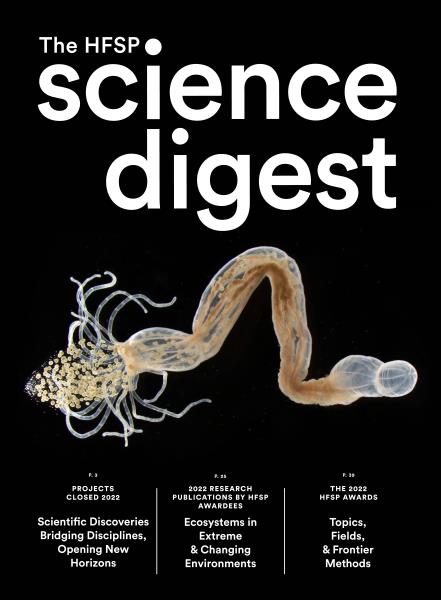 The HFSP
science
digest
P. 3
PROJECTS
CLOSED 2022
Scientific Discoveries
Bridging Disciplines,
Opening New
Horizons
P. 25
2022 RESEARCH
PUBLICATIONS BY HFSP
AWARDEES
Ecosystems in
Extreme
& Changing
Environments
P. 39
THE 2022
HFSP AWARDS
Topics,
Fields,
& Frontier
Methods